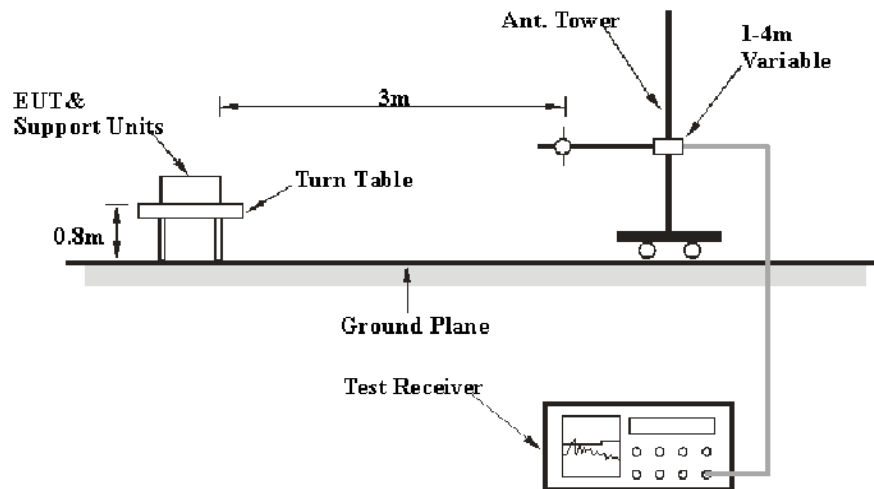 Ant. Tower
1-4m
Variable
3m
EUT &
Support Units
Turn Table
0.8m
Ground Plane
Test Receiver